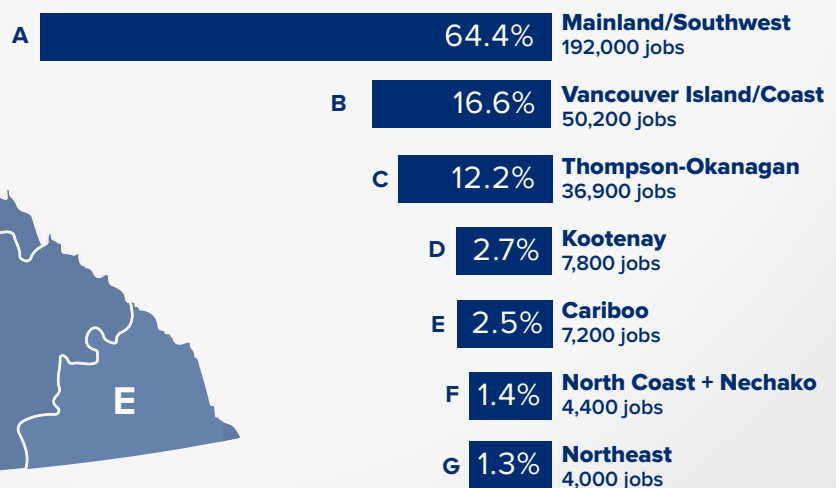 A 64.4% Mainland/Southwest
192,000 jobs
B 16.6% Vancouver Island/Coast
50,200 jobs
C 12.2% Thompson-Okanagan
36,900 jobs
D 2.7% Kootenay
7,800 jobs
E 2.5% Cariboo
7,200 jobs
E
F 1.4% North Coast + Nechako
4,400 jobs
G 1.3% Northeast
4,000 jobs